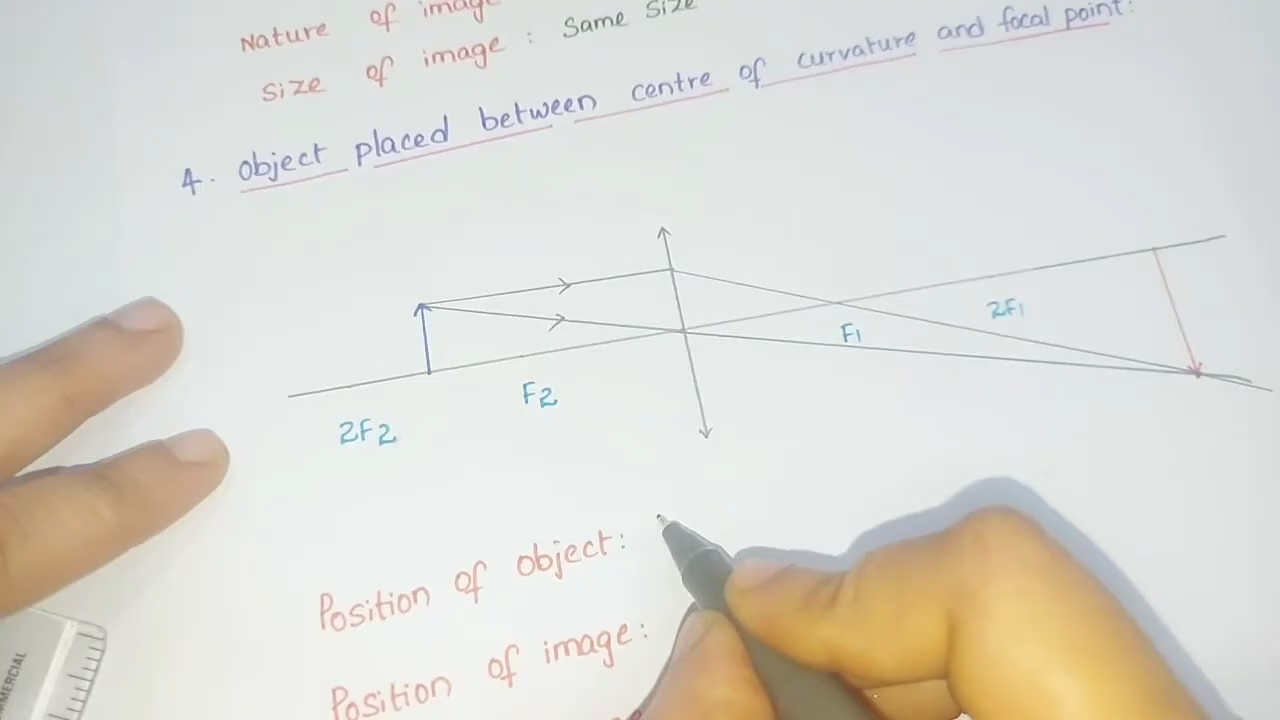 Nature of image
Size of image : Same size
4. Object placed between centre of curvature and focal point:
2F1
F1
F2
2F2
Position of object:
Position of image: